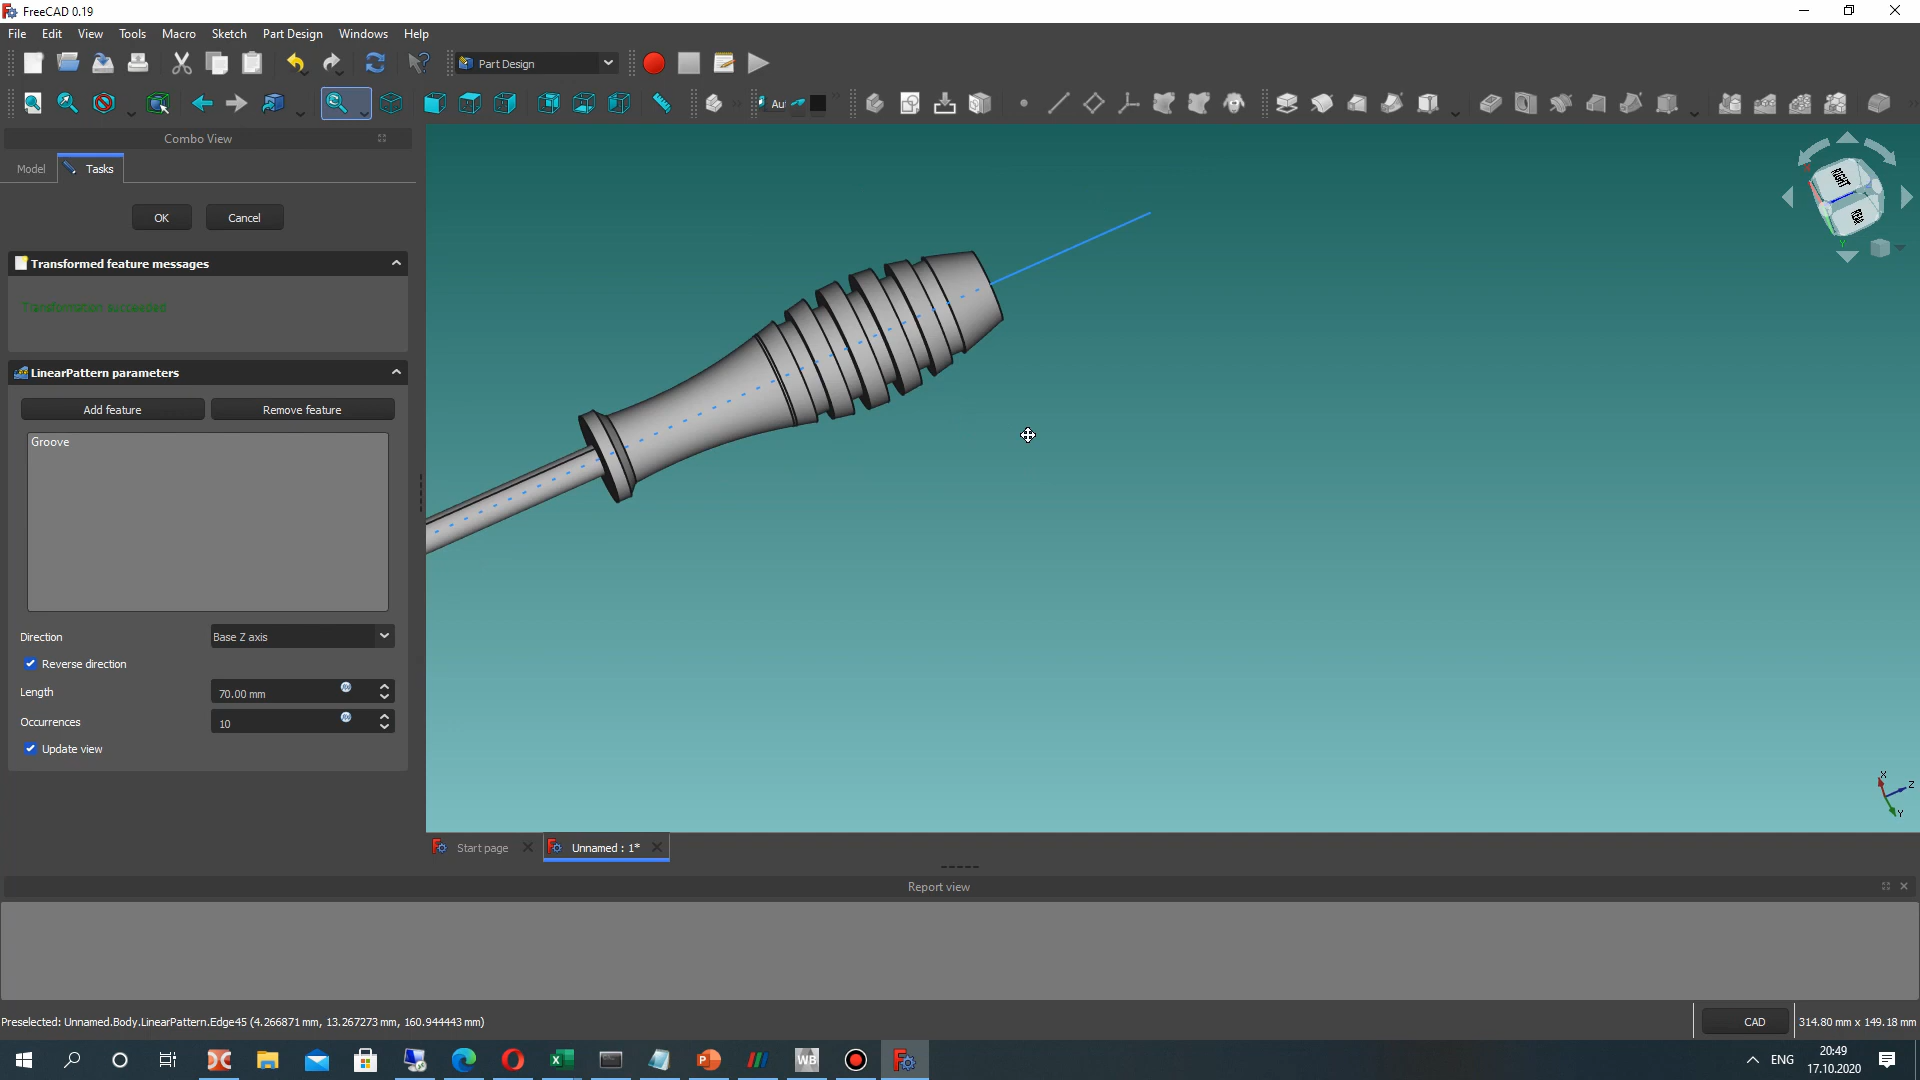 FreeCAD 0.19
File Edit View Tools Macro Sketch Part Design Windows Help
Part Design
Au
Combo View
Model Tasks
OK Cancel
Transformed feature messages
Transformation succeeded
LinearPattern parameters
Add feature Remove feature
Groove
Direction Base Z axis
Reverse direction
Length 70.00 mm
Occurrences 10
Update view
RIGHT
REAR
Y
X
Z
Y
Start page Unnamed : 1*
Report view
Preselected: Unnamed.Body.LinearPattern.Edge45 (4.266871 mm, 13.267273 mm, 160.944443 mm)
CAD 314.80 mm x 149.18 mm
WB
ENG
20:49
17.10.2020